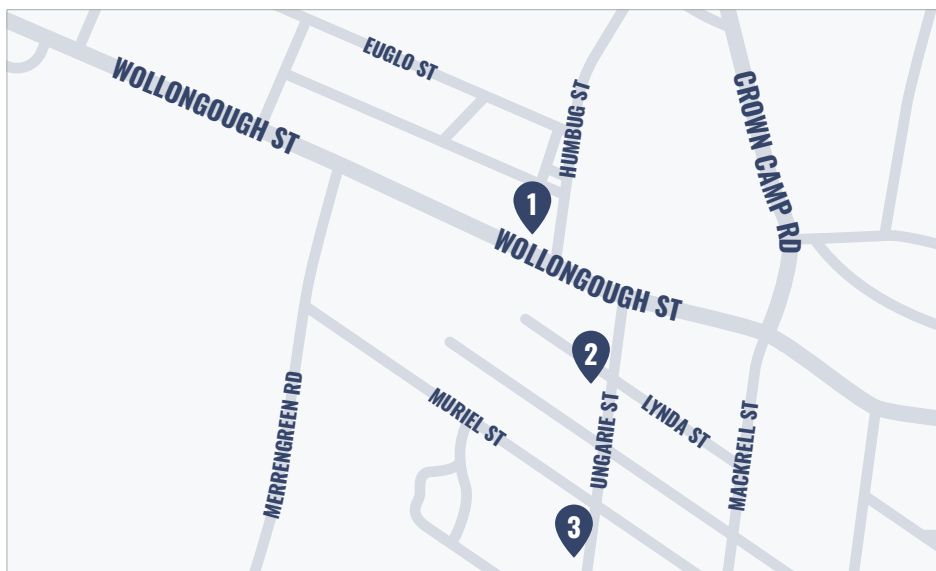 EUGLO ST
WOLLONGOUGH ST
HUMBUG ST
CROWN CAMP RD
1
WOLLONGOUGH ST
2
MERRENGREEN RD
MURIEL ST
UNGARIE ST
LYNDA ST
MACKRELL ST
3